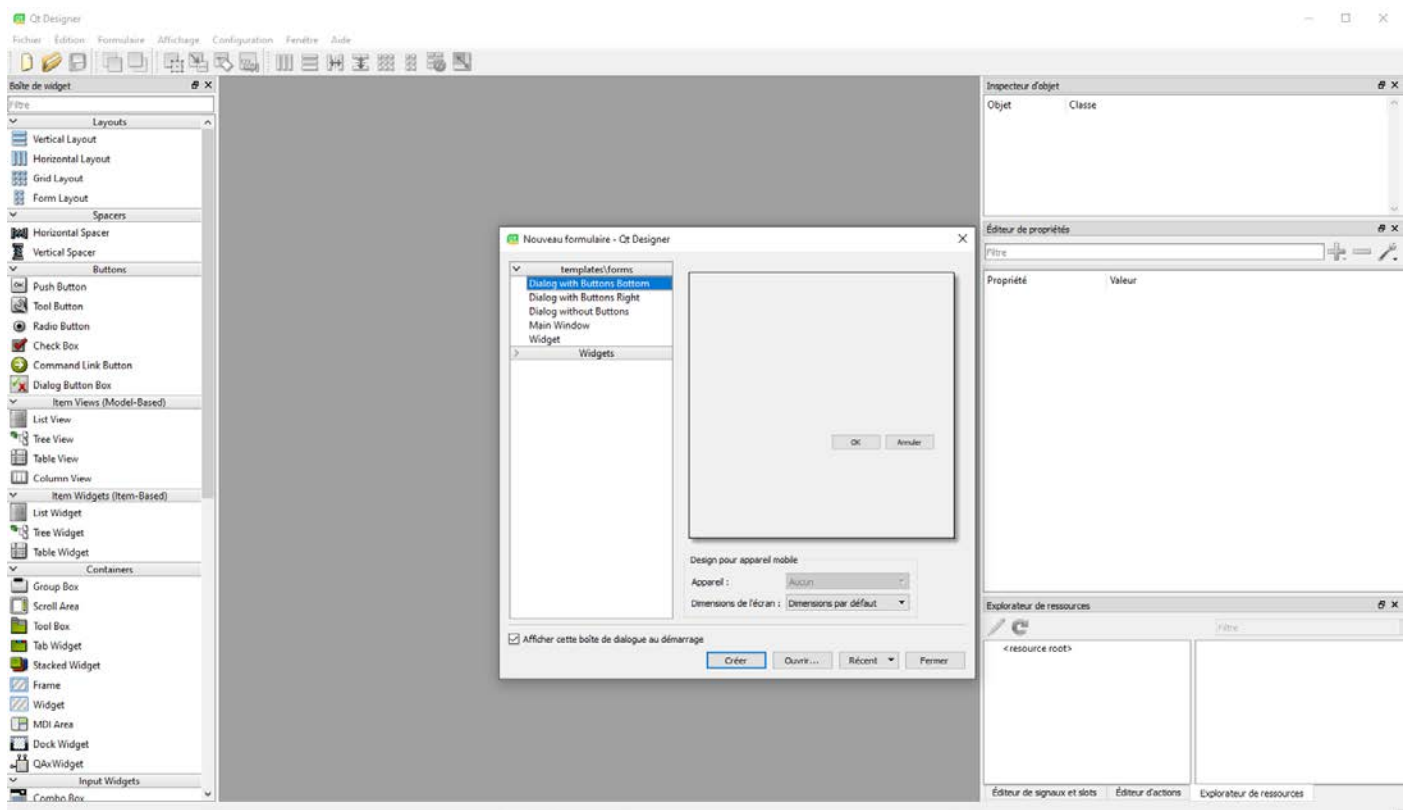 Qt Designer
Fichier Édition Formulaire Affichage Configuration Fenêtre Aide
Boîte de widget
Filtre
Layouts
Vertical Layout
Horizontal Layout
Grid Layout
Form Layout
Spacers
Horizontal Spacer
Vertical Spacer
Buttons
Push Button
Tool Button
Radio Button
Check Box
Command Link Button
Dialog Button Box
Item Views (Model-Based)
List View
Tree View
Table View
Column View
Item Widgets (Item-Based)
List Widget
Tree Widget
Table Widget
Containers
Group Box
Scroll Area
Tool Box
Tab Widget
Stacked Widget
Frame
Widget
MDI Area
Dock Widget
QAxWidget
Input Widgets
Combo Box
Nouveau formulaire - Qt Designer
templates\forms
Dialog with Buttons Bottom
Dialog with Buttons Right
Dialog without Buttons
Main Window
Widget
Widgets
OK Annuler
Design pour appareil mobile
Appareil : Aucun
Dimensions de l'écran : Dimensions par défaut
Afficher cette boîte de dialogue au démarrage
Créer Ouvrir... Récent Fermer
Inspecteur d'objet
Objet Classe
Éditeur de propriétés
Filtre
Propriété Valeur
Explorateur de ressources
Filtre
<resource root>
Éditeur de signaux et slots Éditeur d'actions Explorateur de ressources